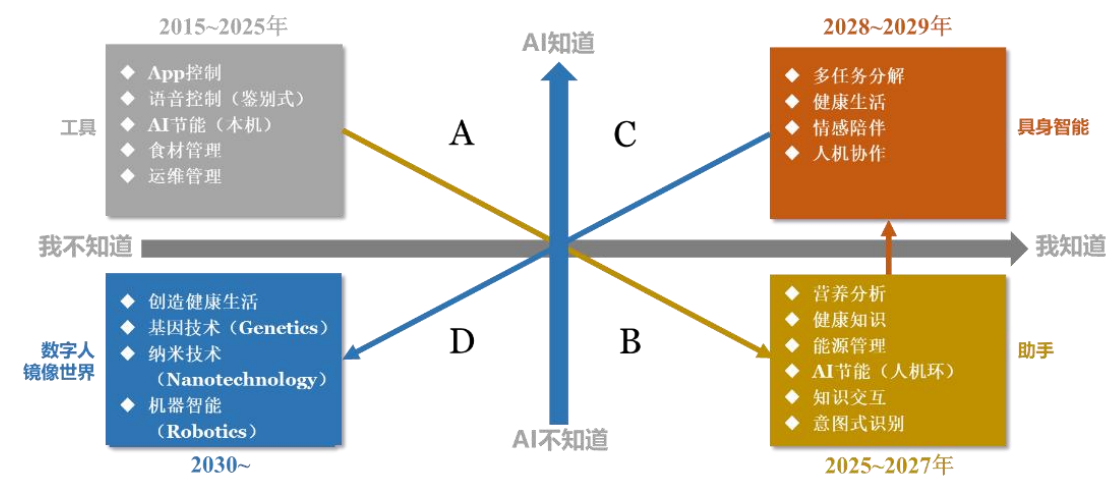 2015~2025年
AI知道
2028~2029年
工具
◆ App控制
◆ 语音控制（鉴别式）
◆ AI节能（本机）
◆ 食材管理
◆ 运维管理
A
C
◆ 多任务分解
◆ 健康生活
◆ 情感陪伴
◆ 人机协作
具身智能
我不知道
我知道
数字人
镜像世界
◆ 创造健康生活
◆ 基因技术（Genetics）
◆ 纳米技术
（Nanotechnology）
◆ 机器智能
（Robotics）
D
B
◆ 营养分析
◆ 健康知识
◆ 能源管理
◆ AI节能（人机环）
◆ 知识交互
◆ 意图式识别
助手
2030~
AI不知道
2025~2027年